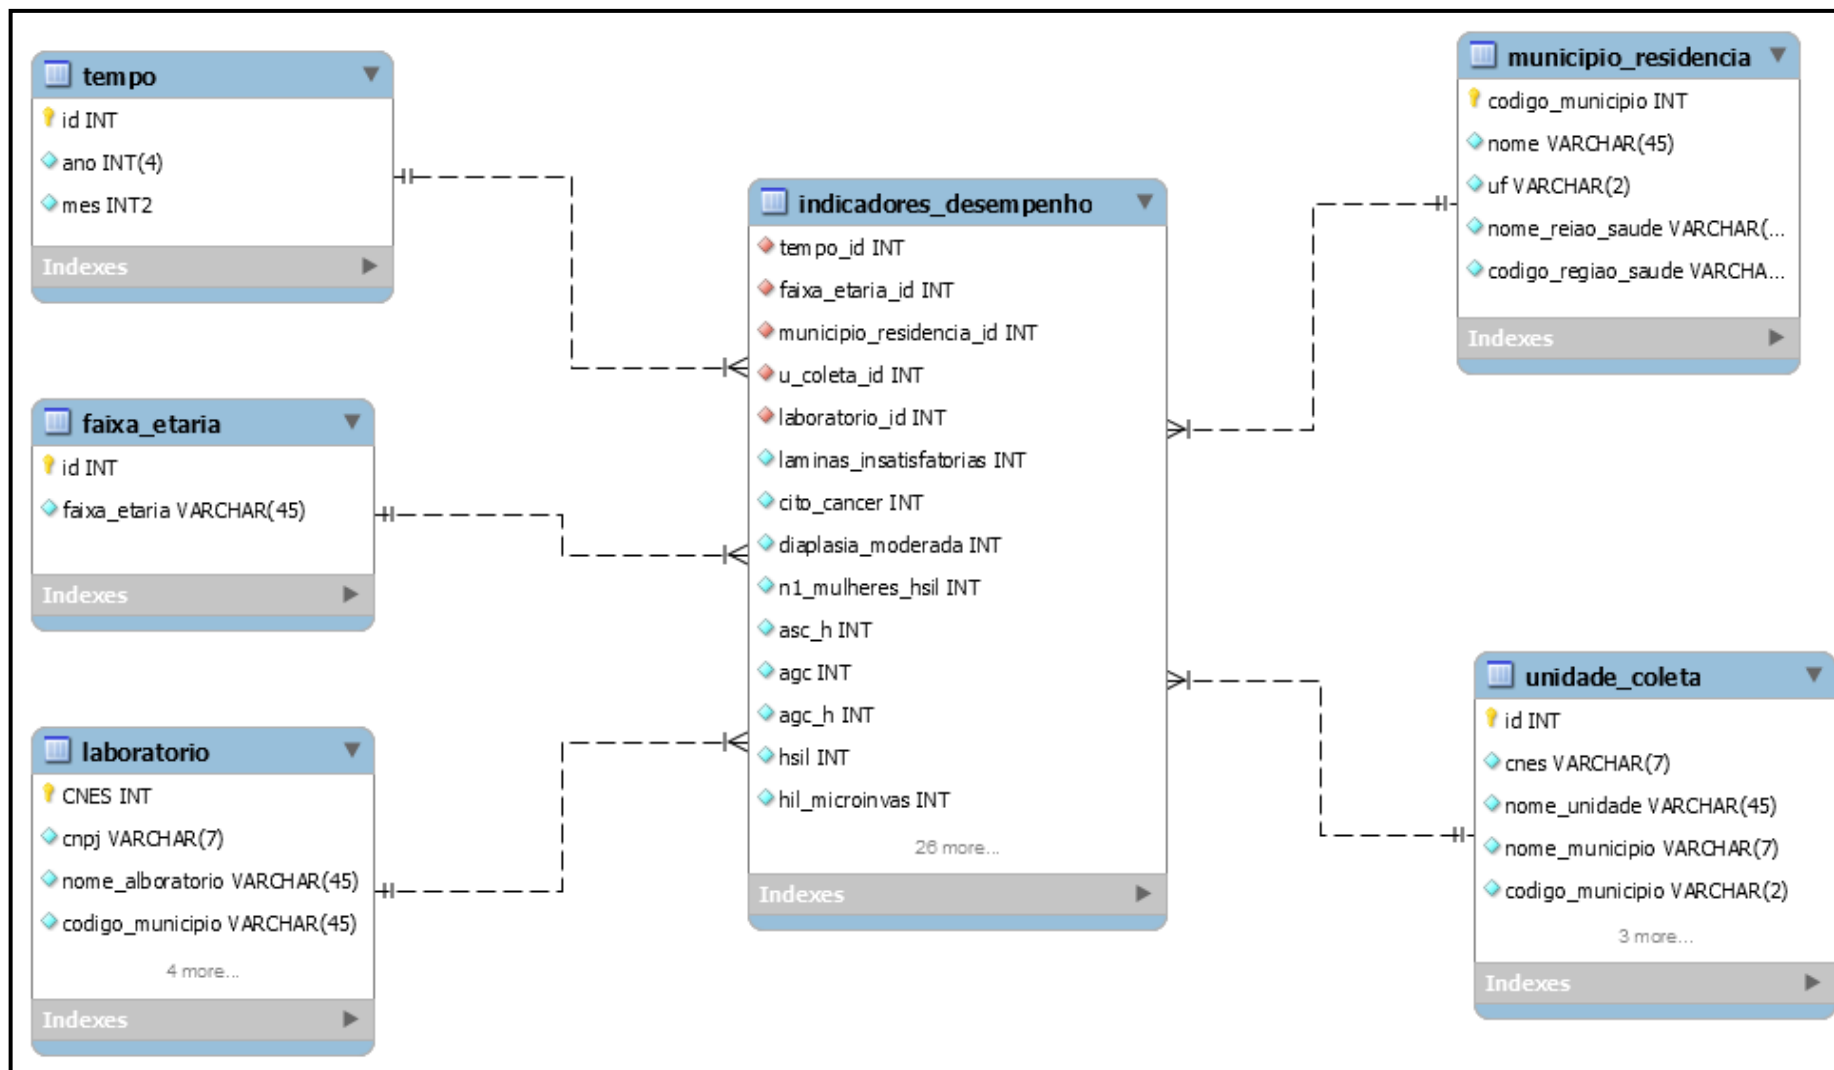 tempo
id INT
ano INT(4)
mes INT2
Indexes
faixa_etaria
id INT
faixa_etaria VARCHAR(45)
Indexes
laboratorio
CNES INT
cnpj VARCHAR(7)
nome_alboratorio VARCHAR(45)
codigo_municipio VARCHAR(45)
4 more...
Indexes
indicadores_desempenho
tempo_id INT
faixa_etaria_id INT
municipio_residencia_id INT
u_coleta_id INT
laboratorio_id INT
laminas_insatisfatorias INT
cito_cancer INT
diaplasia_moderada INT
n1_mulheres_hsil INT
asc_h INT
agc INT
agc_h INT
hsil INT
hil_microinvas INT
26 more...
Indexes
municipio_residencia
codigo_municipio INT
nome VARCHAR(45)
uf VARCHAR(2)
nome_reiao_saude VARCHAR(...
codigo_regiao_saude VARCHA...
Indexes
unidade_coleta
id INT
cnes VARCHAR(7)
nome_unidade VARCHAR(45)
nome_municipio VARCHAR(7)
codigo_municipio VARCHAR(2)
3 more...
Indexes